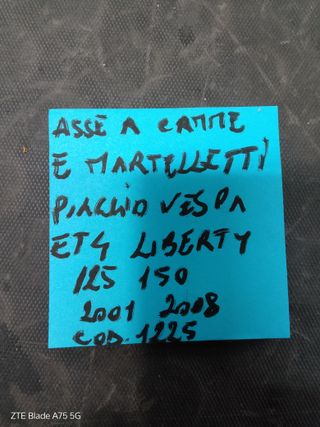 ASSE A CAMME
E MARTELLETTI
PIAGGIO VESPA
ET4 LIBERTY
125 150
2001 2008
COD. 1225
ZTE Blade A75 5G